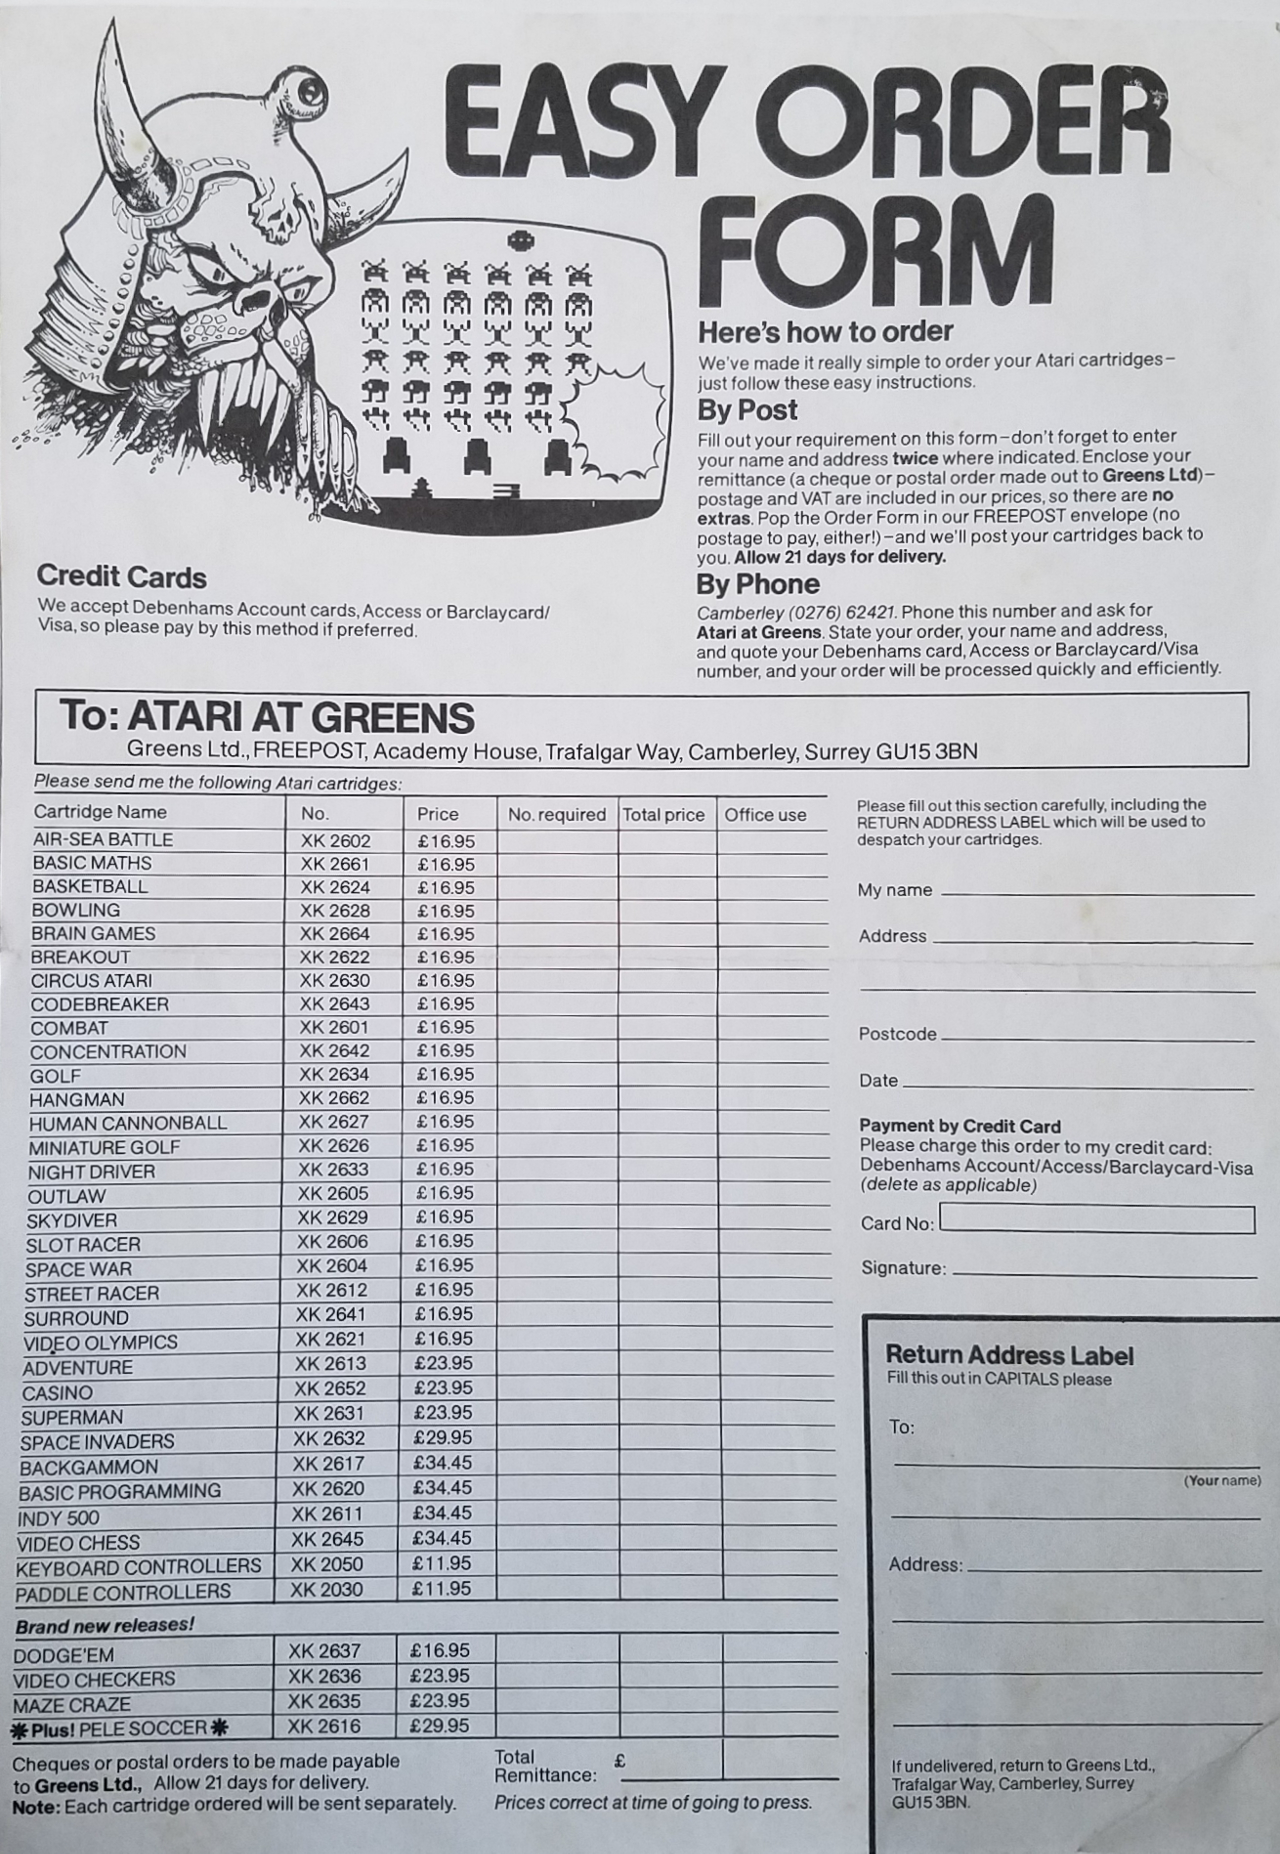 EASY ORDER
FORM
Here's how to order
We've made it really simple to order your Atari cartridges–
just follow these easy instructions.
By Post
Fill out your requirement on this form–don't forget to enter
your name and address twice where indicated. Enclose your
remittance (a cheque or postal order made out to Greens Ltd)–
postage and VAT are included in our prices, so there are no
extras. Pop the Order Form in our FREEPOST envelope (no
postage to pay, either!)–and we'll post your cartridges back to
you. Allow 21 days for delivery.
By Phone
Camberley (0276) 62421. Phone this number and ask for
Atari at Greens. State your order, your name and address,
and quote your Debenhams card, Access or Barclaycard/Visa
number, and your order will be processed quickly and efficiently.
Credit Cards
We accept Debenhams Account cards, Access or Barclaycard/
Visa, so please pay by this method if preferred.
To: ATARI AT GREENS
Greens Ltd., FREEPOST, Academy House, Trafalgar Way, Camberley, Surrey GU15 3BN
Please send me the following Atari cartridges:
Cartridge Name No. Price No. required Total price Office use
AIR-SEA BATTLE XK 2602 £16.95
BASIC MATHS XK 2661 £16.95
BASKETBALL XK 2624 £16.95
BOWLING XK 2628 £16.95
BRAIN GAMES XK 2664 £16.95
BREAKOUT XK 2622 £16.95
CIRCUS ATARI XK 2630 £16.95
CODEBREAKER XK 2643 £16.95
COMBAT XK 2601 £16.95
CONCENTRATION XK 2642 £16.95
GOLF XK 2634 £16.95
HANGMAN XK 2662 £16.95
HUMAN CANNONBALL XK 2627 £16.95
MINIATURE GOLF XK 2626 £16.95
NIGHT DRIVER XK 2633 £16.95
OUTLAW XK 2605 £16.95
SKYDIVER XK 2629 £16.95
SLOT RACER XK 2606 £16.95
SPACE WAR XK 2604 £16.95
STREET RACER XK 2612 £16.95
SURROUND XK 2641 £16.95
VIDEO OLYMPICS XK 2621 £16.95
ADVENTURE XK 2613 £23.95
CASINO XK 2652 £23.95
SUPERMAN XK 2631 £23.95
SPACE INVADERS XK 2632 £29.95
BACKGAMMON XK 2617 £34.45
BASIC PROGRAMMING XK 2620 £34.45
INDY 500 XK 2611 £34.45
VIDEO CHESS XK 2645 £34.45
KEYBOARD CONTROLLERS XK 2050 £11.95
PADDLE CONTROLLERS XK 2030 £11.95
Brand new releases!
DODGE'EM XK 2637 £16.95
VIDEO CHECKERS XK 2636 £23.95
MAZE CRAZE XK 2635 £23.95
✱Plus! PELE SOCCER✱ XK 2616 £29.95
Cheques or postal orders to be made payable
to Greens Ltd., Allow 21 days for delivery.
Note: Each cartridge ordered will be sent separately.
Total £
Remittance:
Prices correct at time of going to press.
Please fill out this section carefully, including the
RETURN ADDRESS LABEL which will be used to
despatch your cartridges.
My name
Address
Postcode
Date
Payment by Credit Card
Please charge this order to my credit card:
Debenhams Account/Access/Barclaycard-Visa
(delete as applicable)
Card No:
Signature:
Return Address Label
Fill this out in CAPITALS please
To:
(Your name)
Address:
If undelivered, return to Greens Ltd.,
Trafalgar Way, Camberley, Surrey
GU15 3BN.